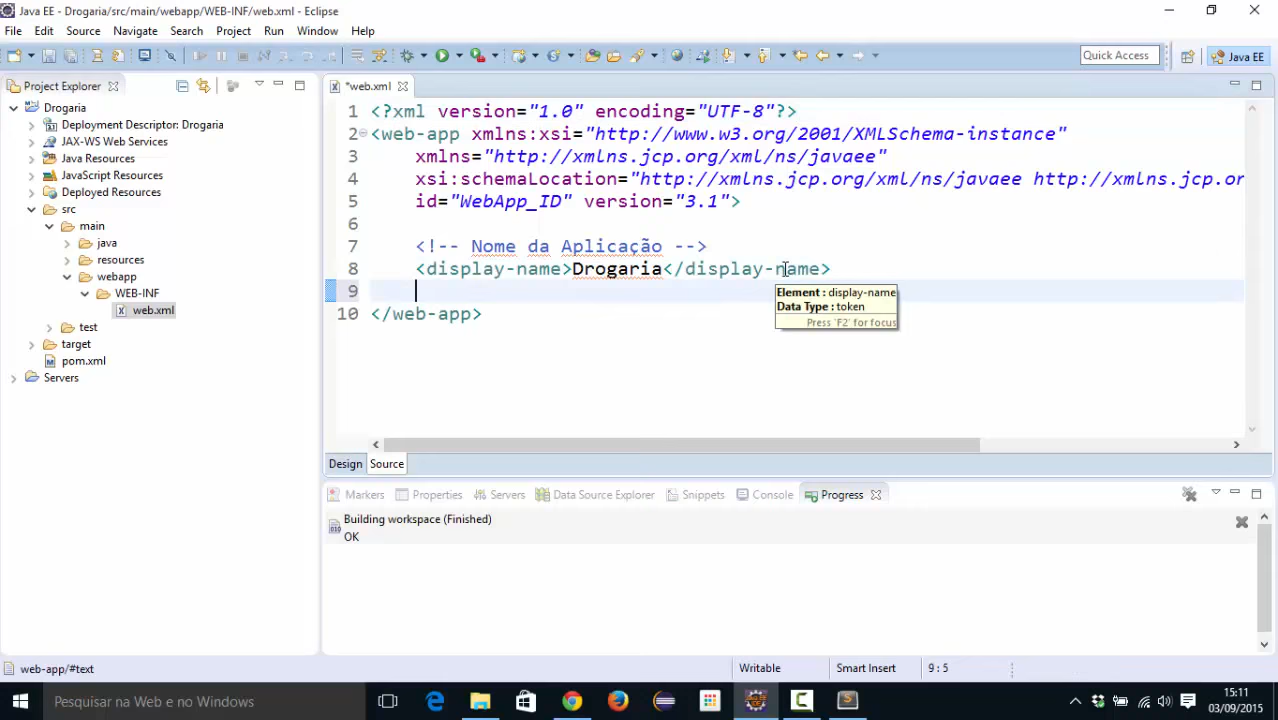 Java EE - Drogaria/src/main/webapp/WEB-INF/web.xml - Eclipse
File Edit Source Navigate Search Project Run Window Help
Quick Access
Java EE
Project Explorer
*web.xml
Drogaria
Deployment Descriptor: Drogaria
JAX-WS Web Services
Java Resources
JavaScript Resources
Deployed Resources
src
main
java
resources
webapp
WEB-INF
web.xml
test
target
pom.xml
Servers
1 <?xml version="1.0" encoding="UTF-8"?>
2 <web-app xmlns:xsi="http://www.w3.org/2001/XMLSchema-instance"
3 xmlns="http://xmlns.jcp.org/xml/ns/javaee"
4 xsi:schemaLocation="http://xmlns.jcp.org/xml/ns/javaee http://xmlns.jcp.or
5 id="WebApp_ID" version="3.1">
6
7 <!-- Nome da Aplicação -->
8 <display-name>Drogaria</display-name>
9
10 </web-app>
Element : display-name
Data Type : token
Press 'F2' for focus
Design Source
Markers Properties Servers Data Source Explorer Snippets Console Progress
Building workspace (Finished)
OK
web-app/#text
Writable
Smart Insert
9 : 5
Pesquisar na Web e no Windows
15:11
03/09/2015